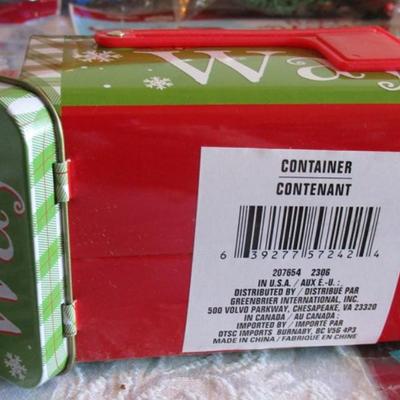 Wa
CONTAINER
CONTENANT
6 39277 57242 4
207654 2306
IN U.S.A. / AUX É.-U. :
DISTRIBUTED BY / DISTRIBUÉ PAR
GREENBRIER INTERNATIONAL, INC.
500 VOLVO PARKWAY, CHESAPEAKE, VA 23320
IN CANADA / AU CANADA :
IMPORTED BY / IMPORTÉ PAR
DTSC IMPORTS BURNABY, BC V5G 4P3
MADE IN CHINA / FABRIQUÉ EN CHINE